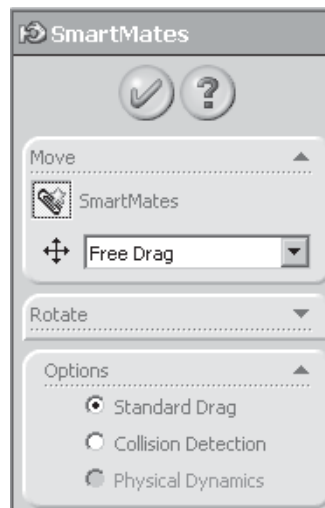 SmartMates
?
Move
SmartMates
Free Drag
Rotate
Options
Standard Drag
Collision Detection
Physical Dynamics